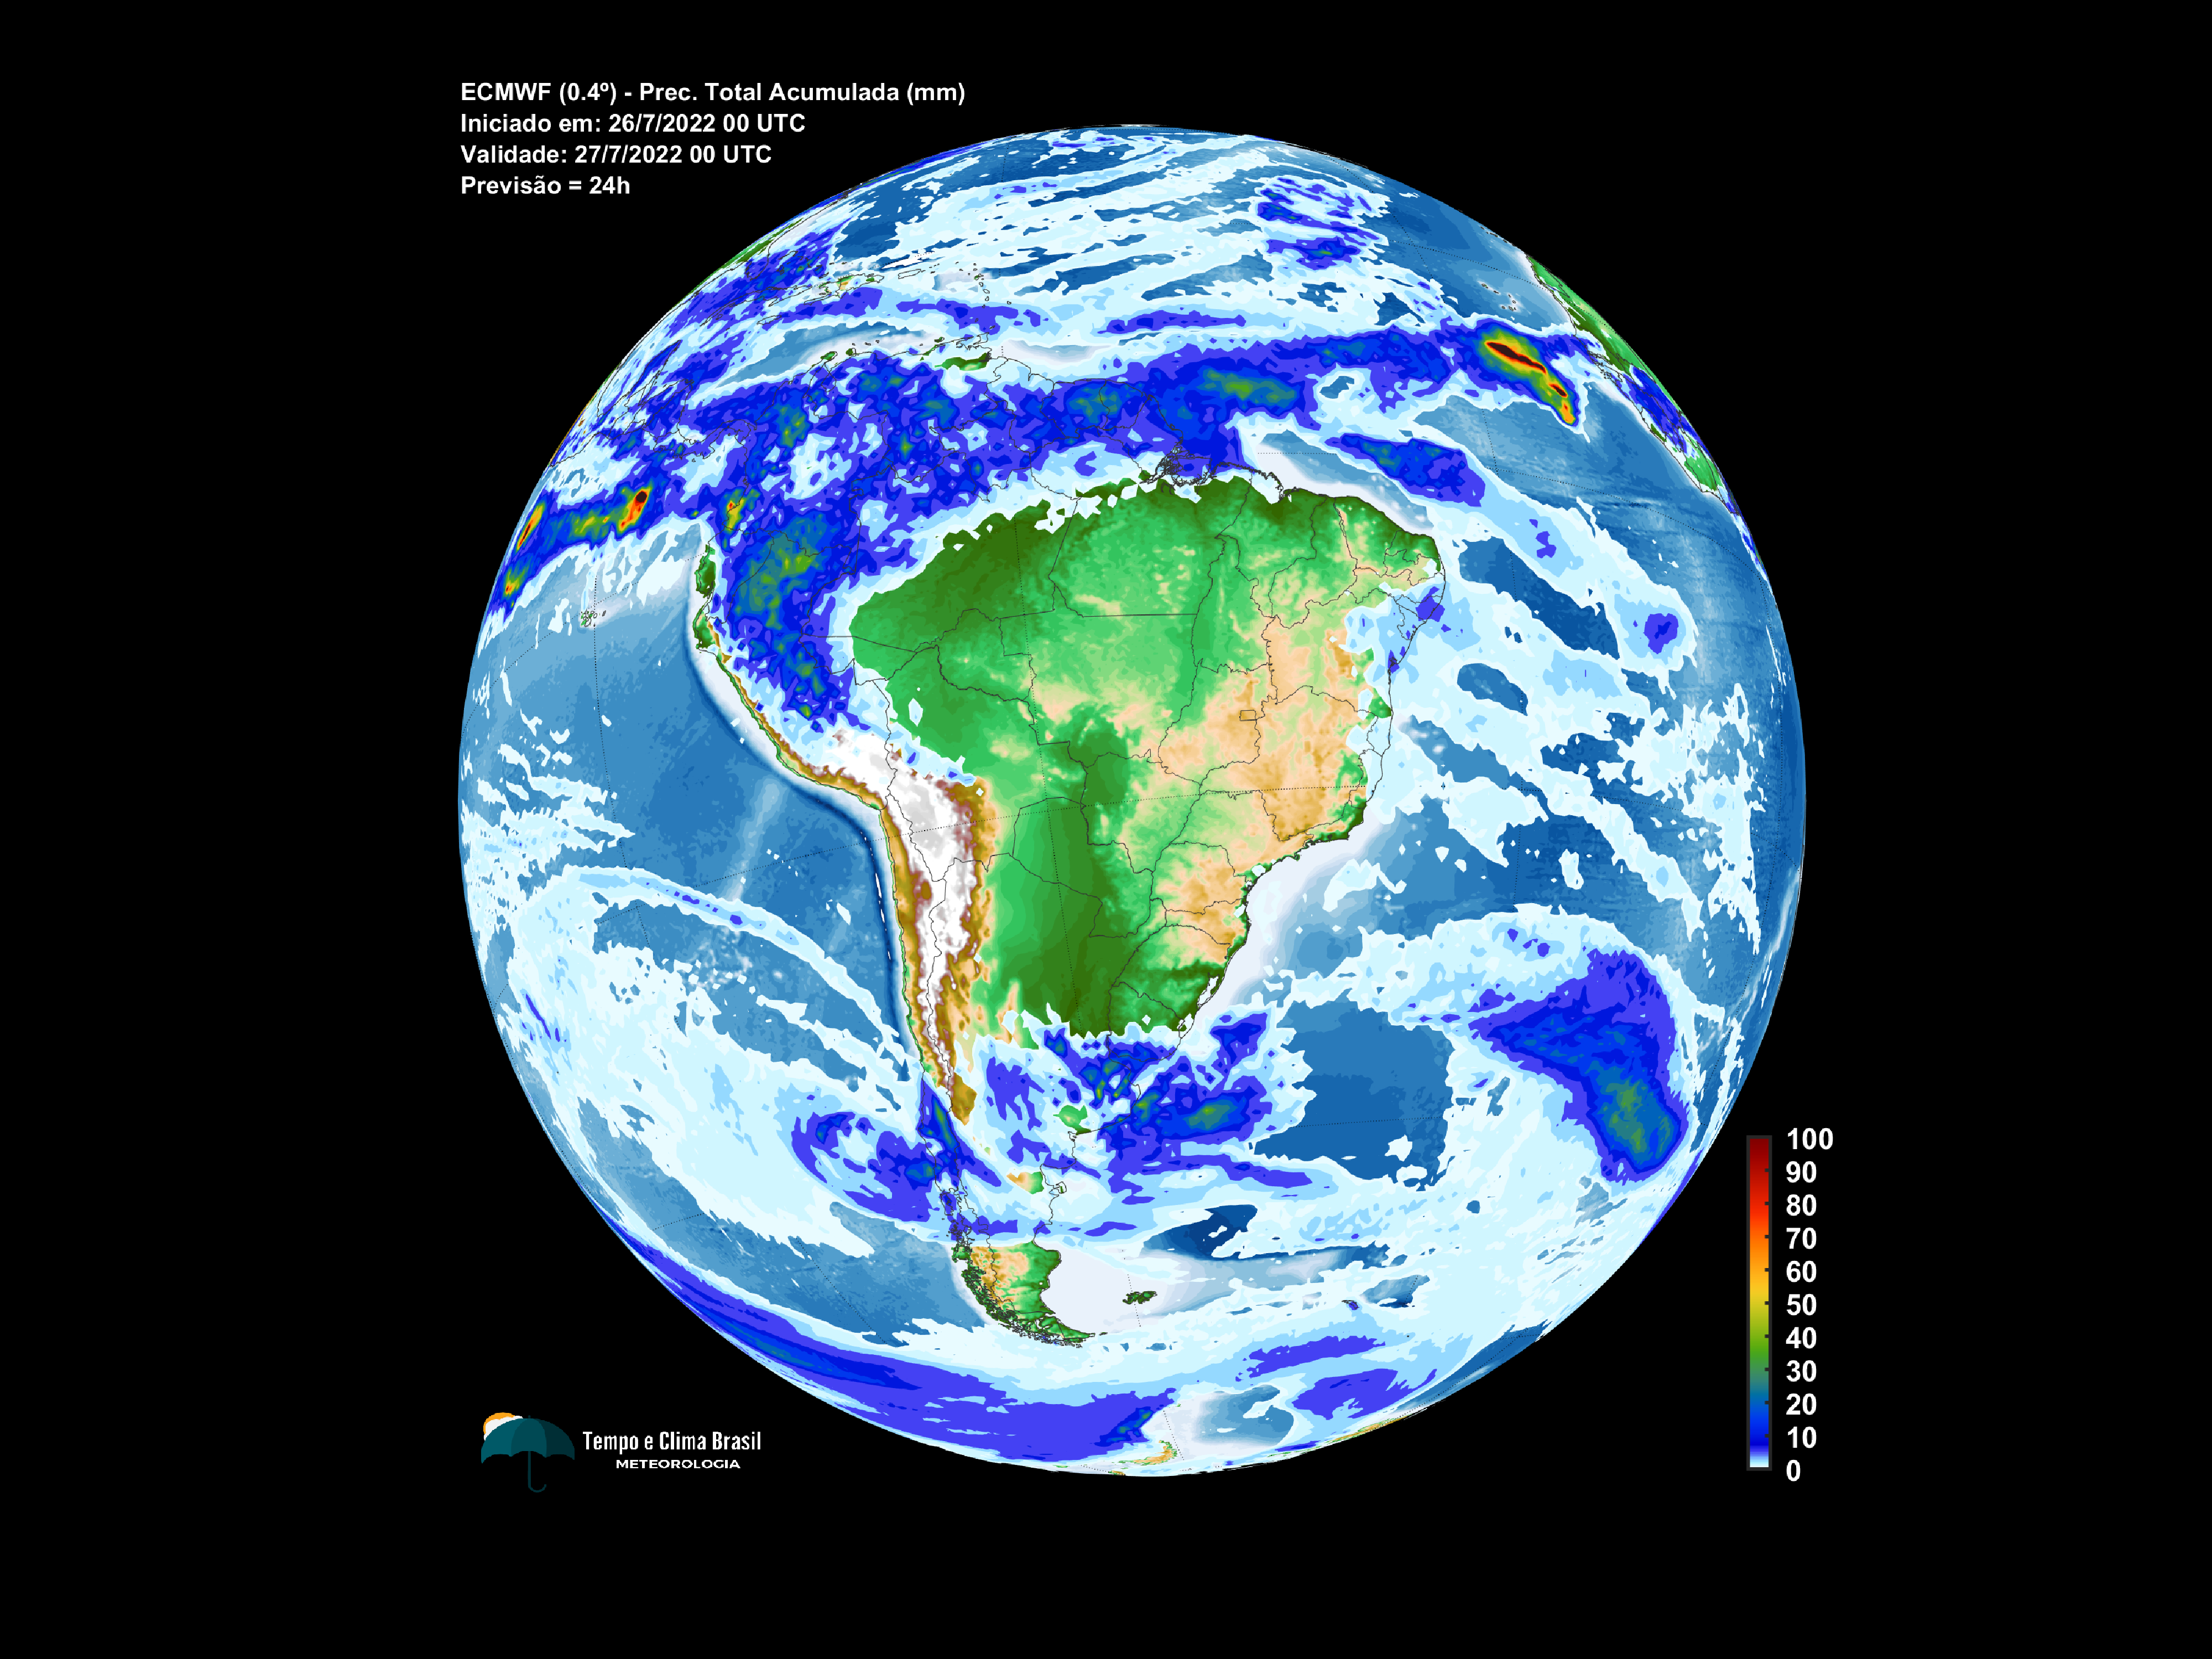 ECMWF (0.4º) - Prec. Total Acumulada (mm)
Iniciado em: 26/7/2022 00 UTC
Validade: 27/7/2022 00 UTC
Previsão = 24h
100
90
80
70
60
50
40
30
20
10
0
Tempo e Clima Brasil
METEOROLOGIA